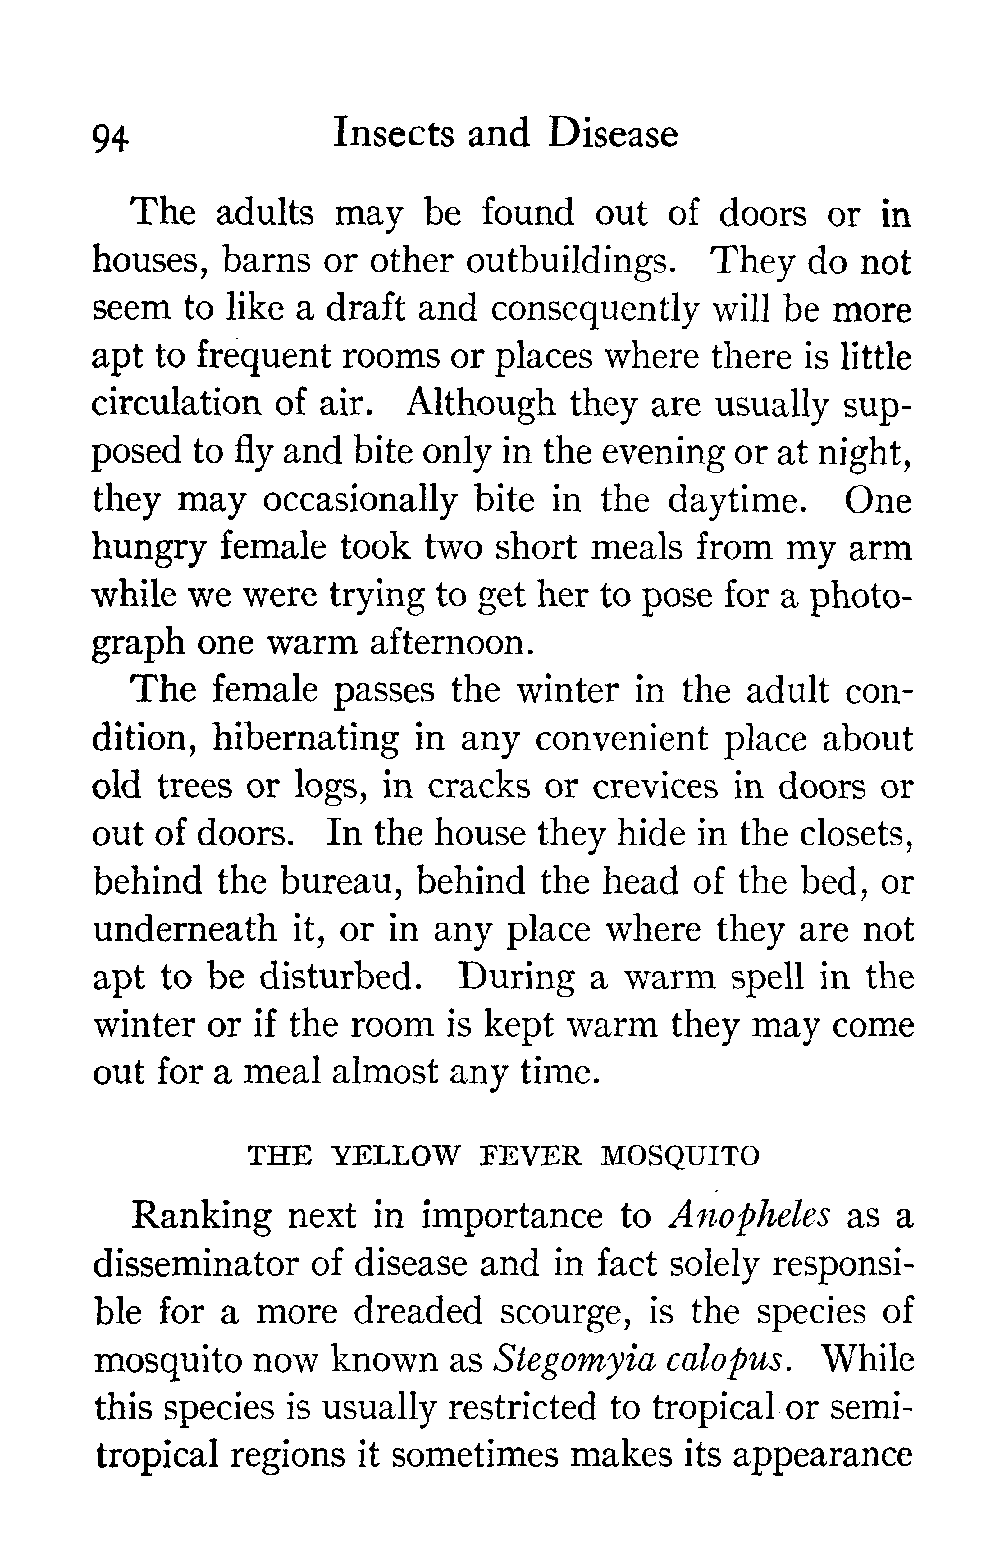 94 Insects and Disease
The adults may be found out of doors or in
houses, barns or other outbuildings. They do not
seem to like a draft and consequently will be more
apt to frequent rooms or places where there is little
circulation of air. Although they are usually sup-
posed to fly and bite only in the evening or at night,
they may occasionally bite in the daytime. One
hungry female took two short meals from my arm
while we were trying to get her to pose for a photo-
graph one warm afternoon.
The female passes the winter in the adult con-
dition, hibernating in any convenient place about
old trees or logs, in cracks or crevices in doors or
out of doors. In the house they hide in the closets,
behind the bureau, behind the head of the bed, or
underneath it, or in any place where they are not
apt to be disturbed. During a warm spell in the
winter or if the room is kept warm they may come
out for a meal almost any time.
THE YELLOW FEVER MOSQUITO
Ranking next in importance to Anopheles as a
disseminator of disease and in fact solely responsi-
ble for a more dreaded scourge, is the species of
mosquito now known as Stegomyia calopus. While
this species is usually restricted to tropical or semi-
tropical regions it sometimes makes its appearance